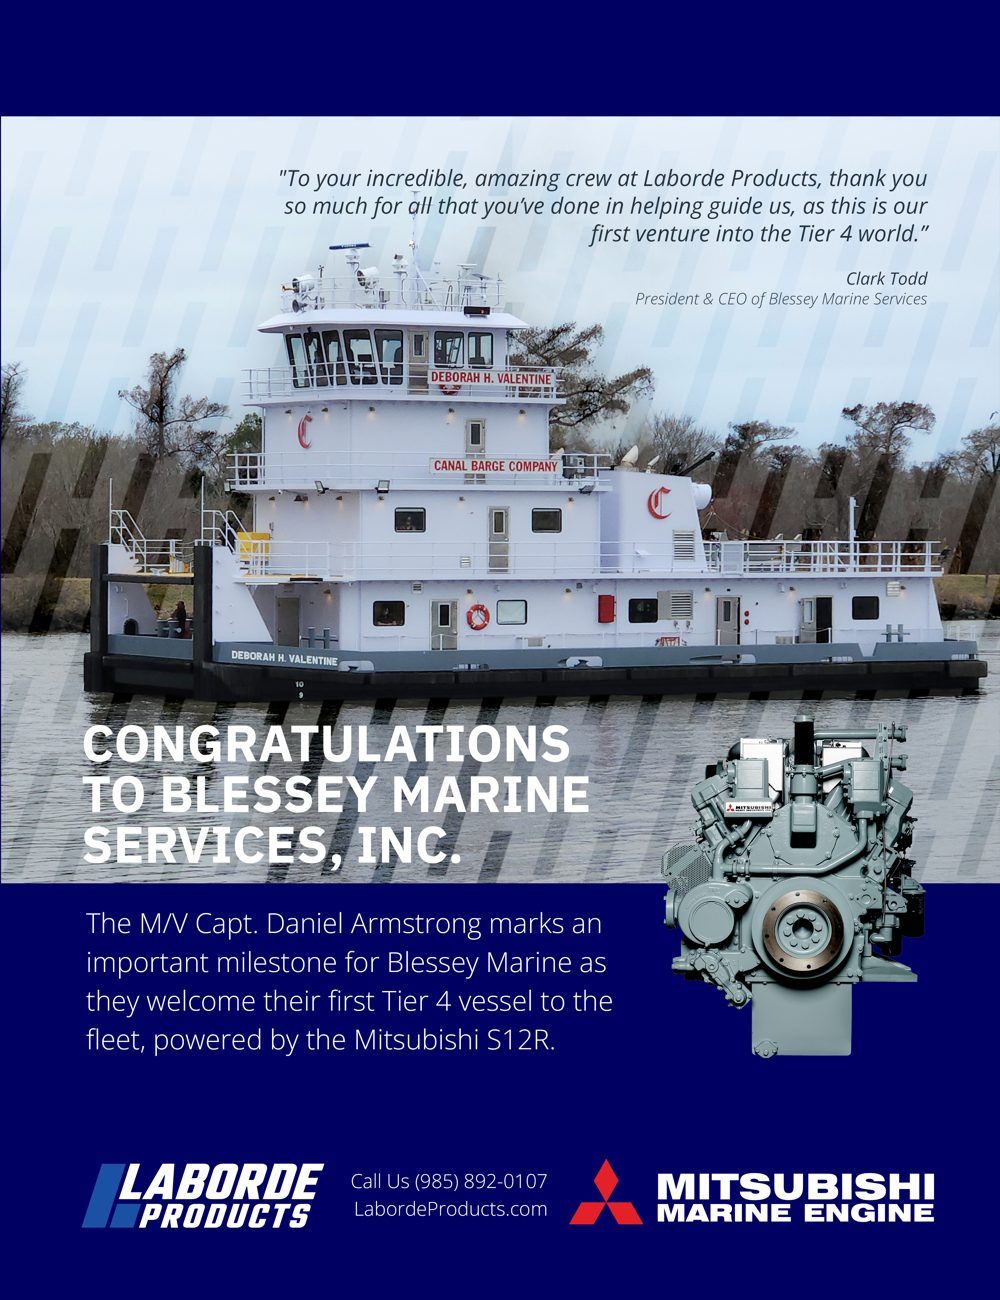 "To your incredible, amazing crew at Laborde Products, thank you
so much for all that you've done in helping guide us, as this is our
first venture into the Tier 4 world."
Clark Todd
President & CEO of Blessey Marine Services
DEBORAH H. VALENTINE
C
CANAL BARGE COMPANY
C
DEBORAH H. VALENTINE
10
9
CONGRATULATIONS
TO BLESSEY MARINE
SERVICES, INC.
MITSUBISHI
The M/V Capt. Daniel Armstrong marks an
important milestone for Blessey Marine as
they welcome their first Tier 4 vessel to the
fleet, powered by the Mitsubishi S12R.
LABORDE
PRODUCTS
Call Us (985) 892-0107
LabordeProducts.com
MITSUBISHI
MARINE ENGINE